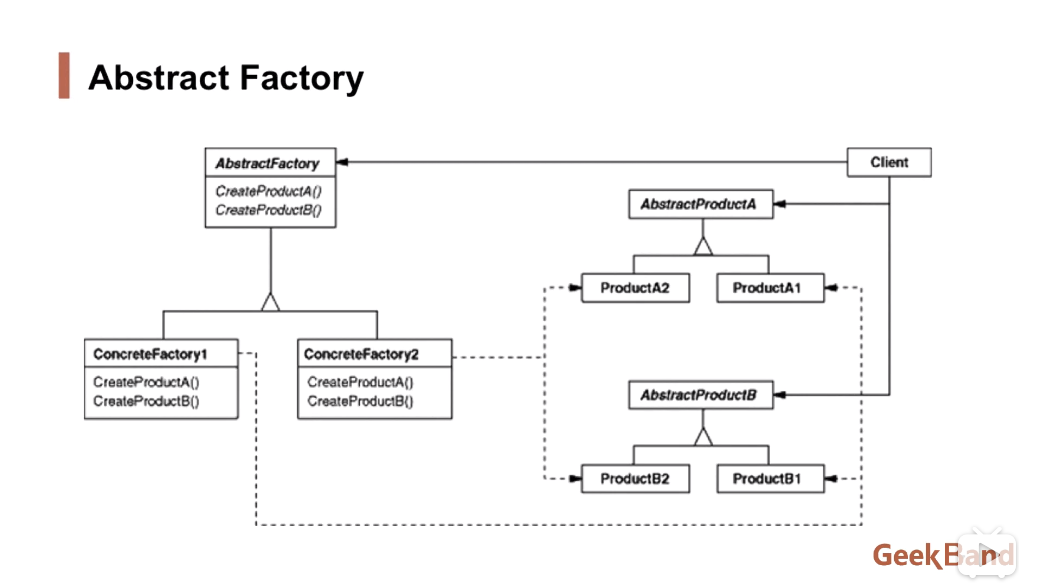 Abstract Factory
AbstractFactory
CreateProductA()
CreateProductB()
Client
AbstractProductA
ProductA2
ProductA1
ConcreteFactory1
CreateProductA()
CreateProductB()
ConcreteFactory2
CreateProductA()
CreateProductB()
AbstractProductB
ProductB2
ProductB1
GeekBand